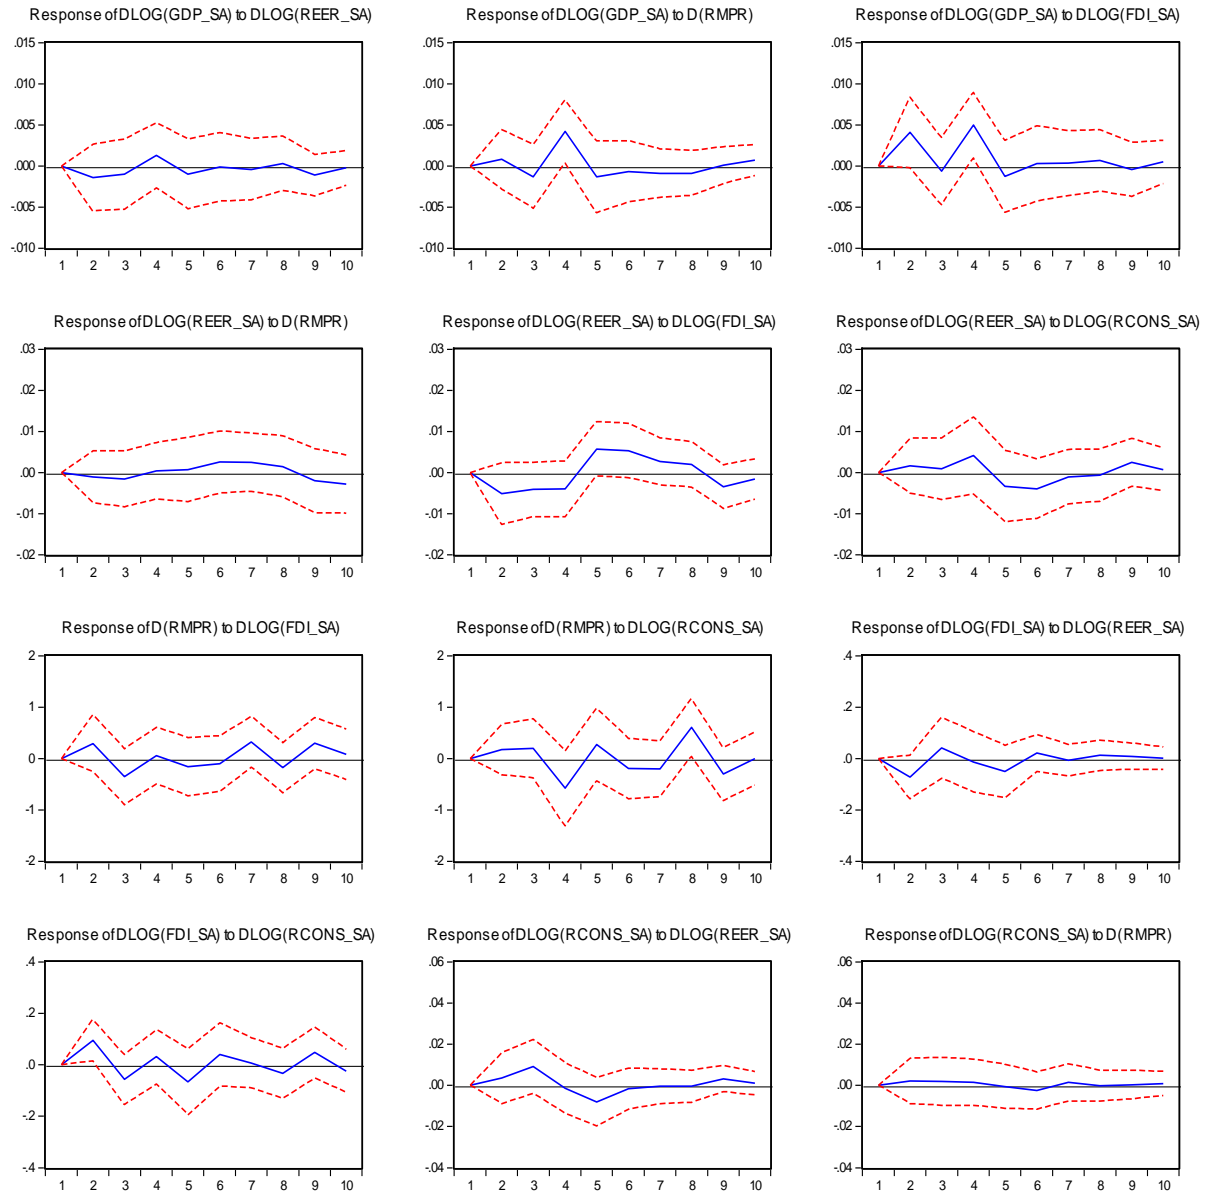 Response of DLOG(GDP_SA) to DLOG(REER_SA)
.015
.010
.005
.000
-.005
-.010
1 2 3 4 5 6 7 8 9 10
Response of DLOG(GDP_SA) to D(RMPR)
.015
.010
.005
.000
-.005
-.010
1 2 3 4 5 6 7 8 9 10
Response of DLOG(GDP_SA) to DLOG(FDI_SA)
.015
.010
.005
.000
-.005
-.010
1 2 3 4 5 6 7 8 9 10
Response of DLOG(REER_SA) to D(RMPR)
.03
.02
.01
.00
-.01
-.02
1 2 3 4 5 6 7 8 9 10
Response of DLOG(REER_SA) to DLOG(FDI_SA)
.03
.02
.01
.00
-.01
-.02
1 2 3 4 5 6 7 8 9 10
Response of DLOG(REER_SA) to DLOG(RCONS_SA)
.03
.02
.01
.00
-.01
-.02
1 2 3 4 5 6 7 8 9 10
Response of D(RMPR) to DLOG(FDI_SA)
2
1
0
-1
-2
1 2 3 4 5 6 7 8 9 10
Response of D(RMPR) to DLOG(RCONS_SA)
2
1
0
-1
-2
1 2 3 4 5 6 7 8 9 10
Response of DLOG(FDI_SA) to DLOG(REER_SA)
.4
.2
.0
-.2
-.4
1 2 3 4 5 6 7 8 9 10
Response of DLOG(FDI_SA) to DLOG(RCONS_SA)
.4
.2
.0
-.2
-.4
1 2 3 4 5 6 7 8 9 10
Response of DLOG(RCONS_SA) to DLOG(REER_SA)
.06
.04
.02
.00
-.02
-.04
1 2 3 4 5 6 7 8 9 10
Response of DLOG(RCONS_SA) to D(RMPR)
.06
.04
.02
.00
-.02
-.04
1 2 3 4 5 6 7 8 9 10